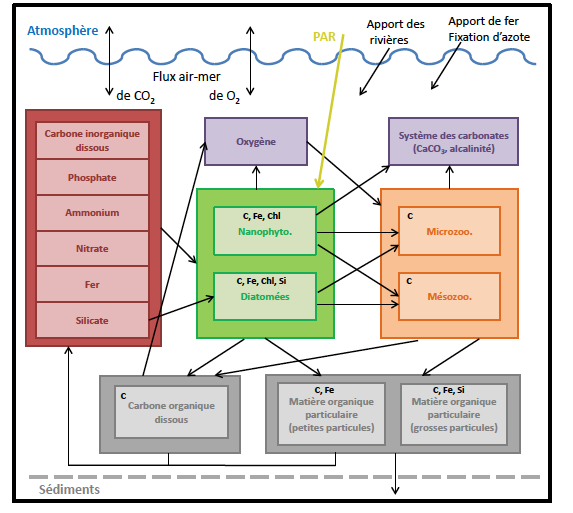 Atmosphère
PAR
Apport des
rivières
Apport de fer
Fixation d'azote
Flux air-mer
de CO2
de O2
Carbone inorganique
dissous
Phosphate
Ammonium
Nitrate
Fer
Silicate
Oxygène
Système des carbonates
(CaCO3, alcalinité)
C, Fe, Chl
Nanophyto.
C, Fe, Chl, Si
Diatomées
C
Microzoo.
C
Mésozoo.
C
Carbone organique
dissous
C, Fe
Matière organique
particulaire
(petites particules)
C, Fe, Si
Matière organique
particulaire
(grosses particules)
Sédiments